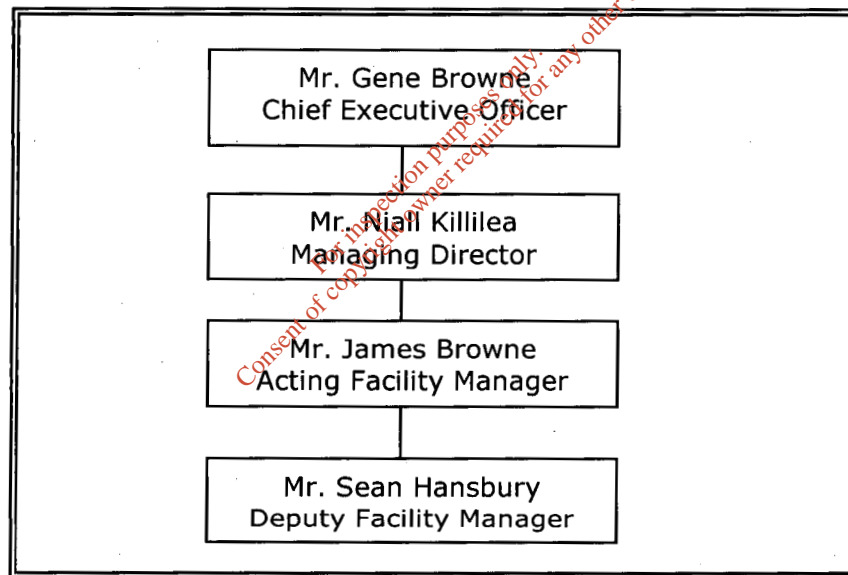 Mr. Gene Browne
Chief Executive Officer
Mr. Niall Killilea
Managing Director
Mr. James Browne
Acting Facility Manager
Mr. Sean Hansbury
Deputy Facility Manager
For inspection purposes only.
Consent of copyright owner required for any other